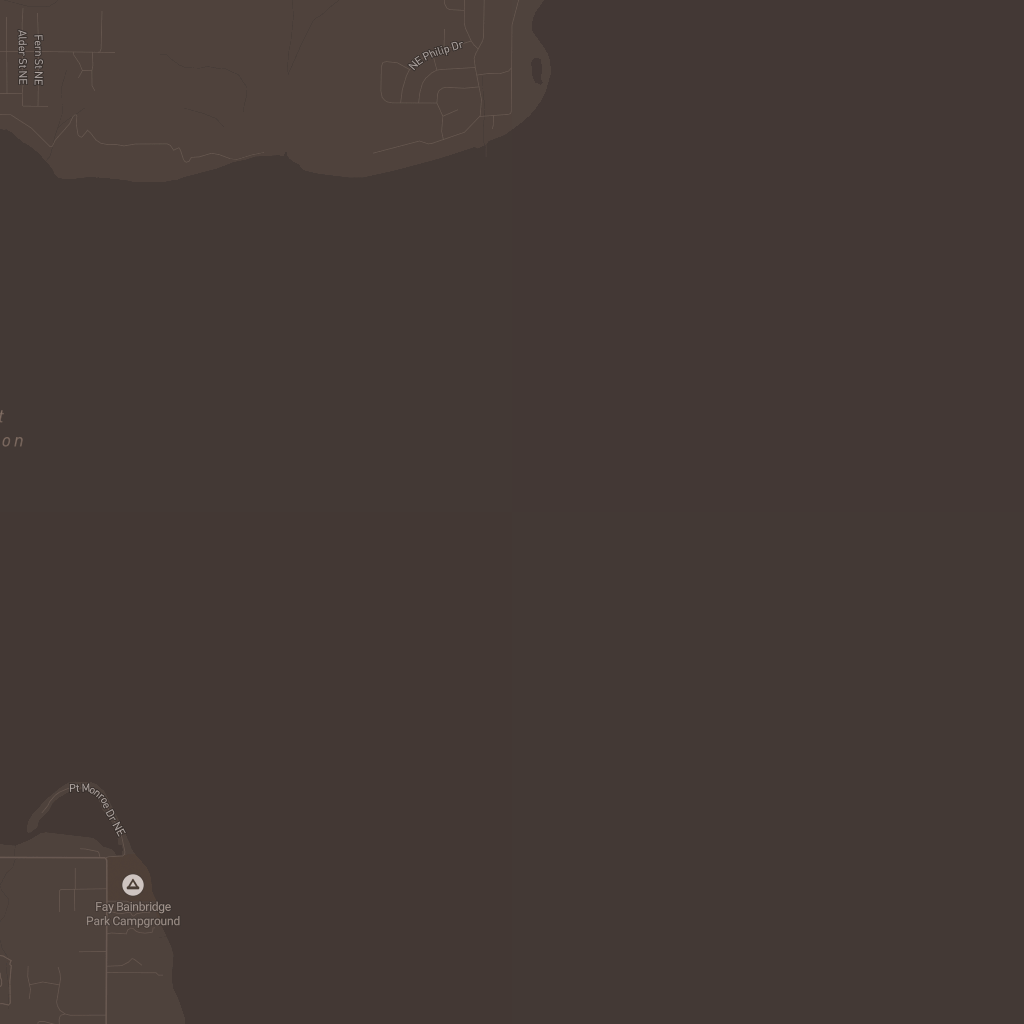 Alder St NE
Fern St NE
NE Philip Dr
t
on
Pt Monroe Dr NE
Fay Bainbridge
Park Campground